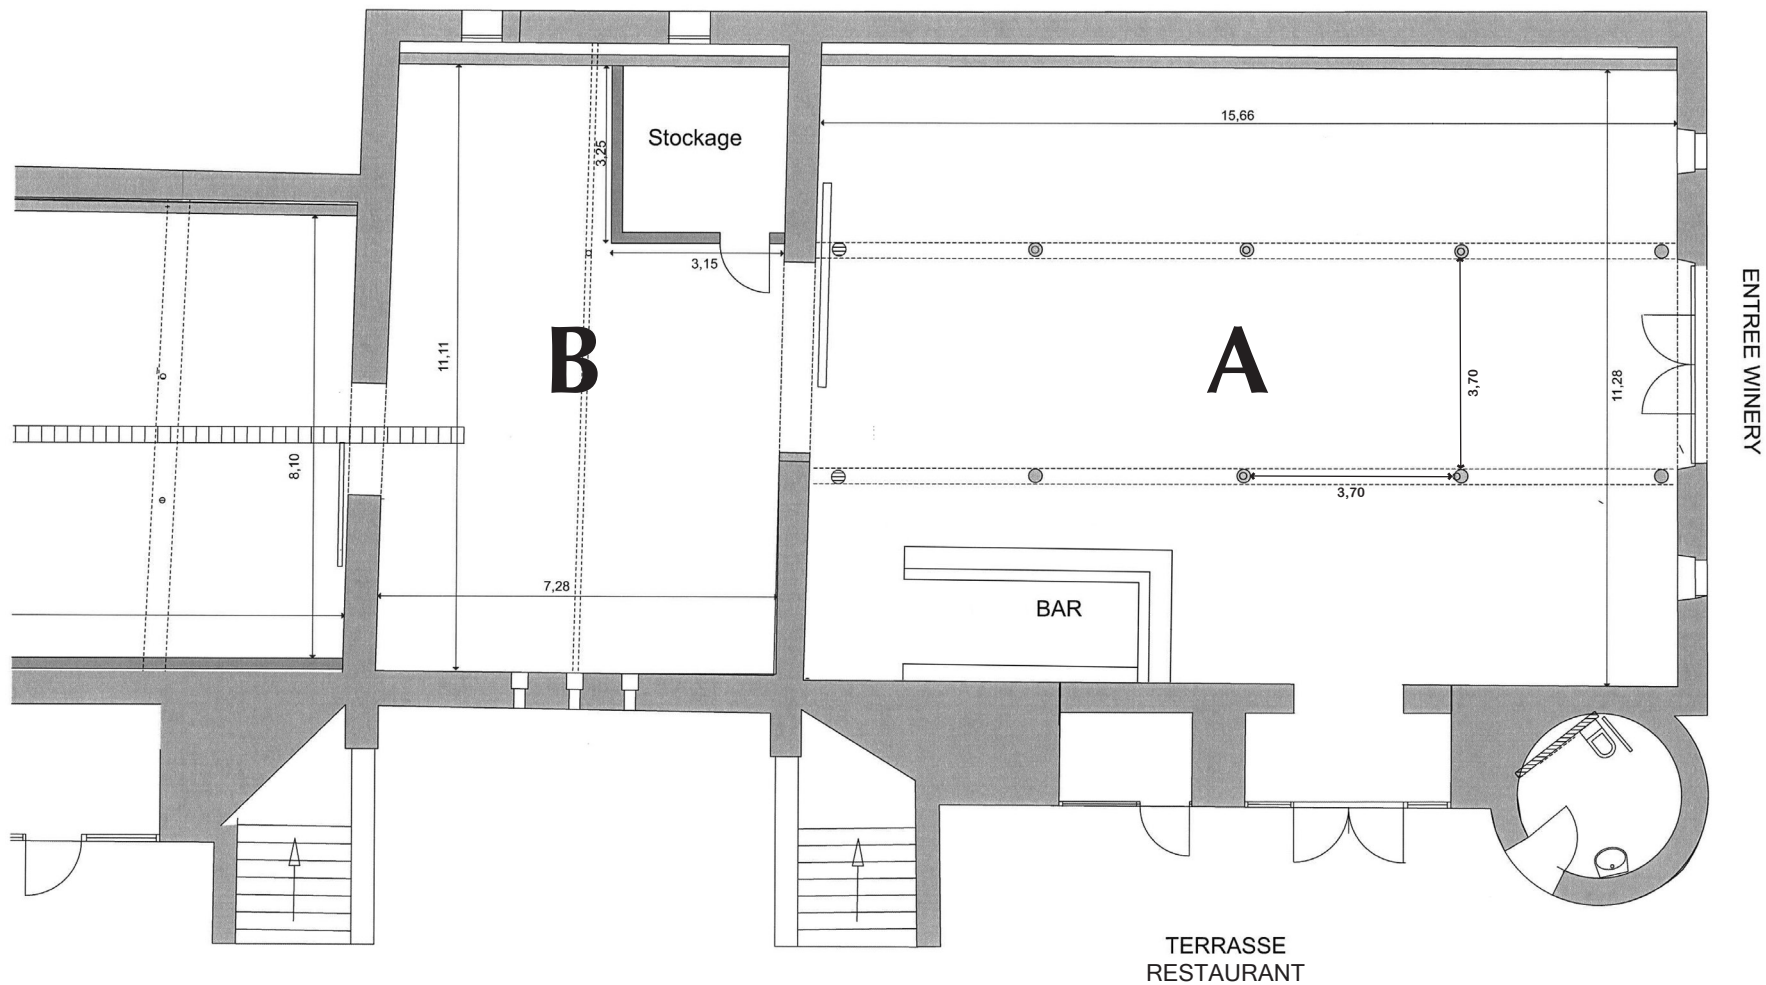 15,66
Stockage
3,25
3,15
ENTREE WINERY
B
A
11,11
3,70
11,28
8,10
3,70
7,28
BAR
TERRASSE
RESTAURANT